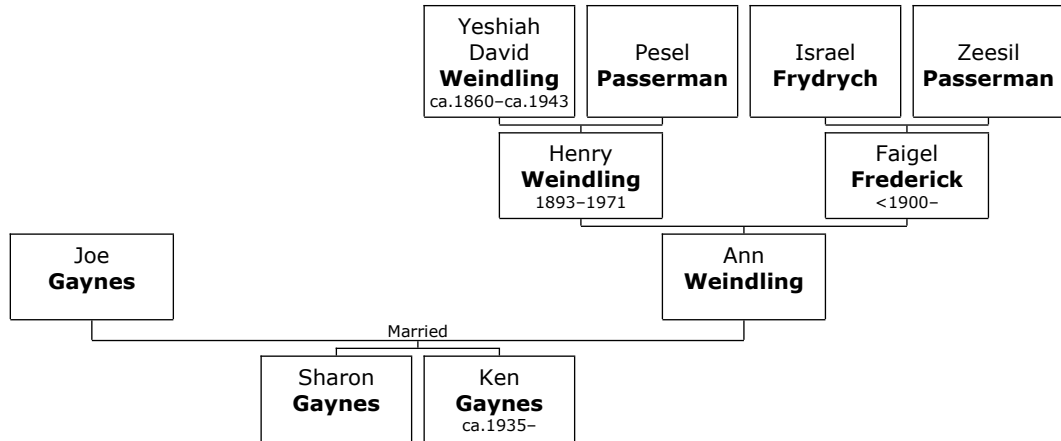 Yeshiah
David
Weindling
ca.1860–ca.1943
Pesel
Passerman
Israel
Frydrych
Zeesil
Passerman
Henry
Weindling
1893–1971
Faigel
Frederick
<1900–
Joe
Gaynes
Ann
Weindling
Married
Sharon
Gaynes
Ken
Gaynes
ca.1935–